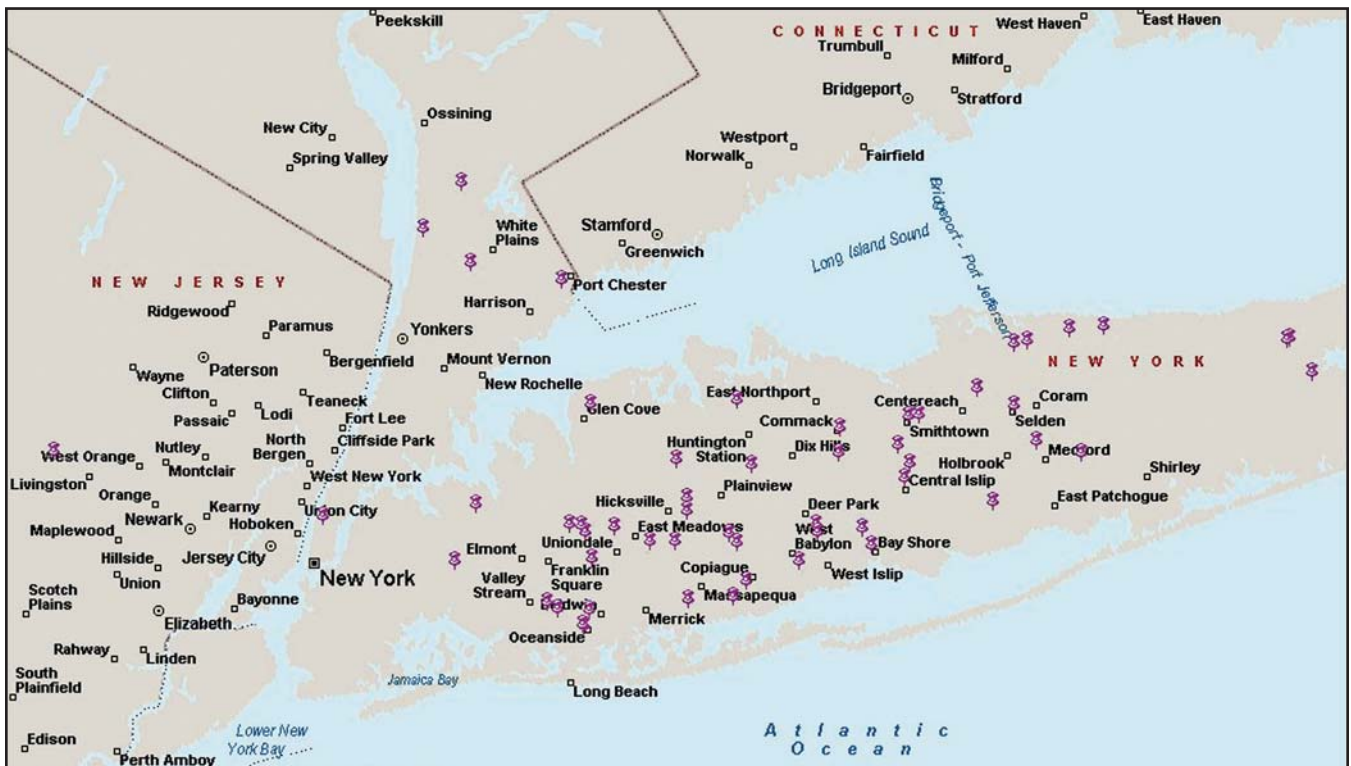 Peekskill
CONNECTICUT
West Haven
East Haven
Trumbull
Milford
Bridgeport
Stratford
Ossining
New City
Spring Valley
Westport
Norwalk
Fairfield
Bridgeport - Port Jefferson
White
Plains
Stamford
Greenwich
Long Island Sound
NEW JERSEY
Port Chester
Ridgewood
Harrison
Paramus
Yonkers
NEW YORK
Bergenfield
Mount Vernon
Wayne
Paterson
New Rochelle
Clifton
Teaneck
East Northport
Centereach
Coram
Passaic
Lodi
Fort Lee
Glen Cove
Commack
Selden
Smithtown
Nutley
North
Bergen
Cliffside Park
Huntington
Station
Dix Hills
West Orange
Montclair
Holbrook
Medford
Shirley
Livingston
West New York
Plainview
Central Islip
Orange
Kearny
Union City
Hicksville
Deer Park
East Patchogue
Newark
Hoboken
East Meadows
West
Babylon
Maplewood
Jersey City
Elmont
Uniondale
Bay Shore
Hillside
New York
Franklin
Square
Copiague
West Islip
Union
Valley
Stream
Scotch
Plains
Bayonne
Massapequa
Elizabeth
Merrick
Oceanside
Rahway
Linden
South
Plainfield
Jamaica Bay
Long Beach
Lower New
York Bay
Atlantic
Ocean
Edison
Perth Amboy